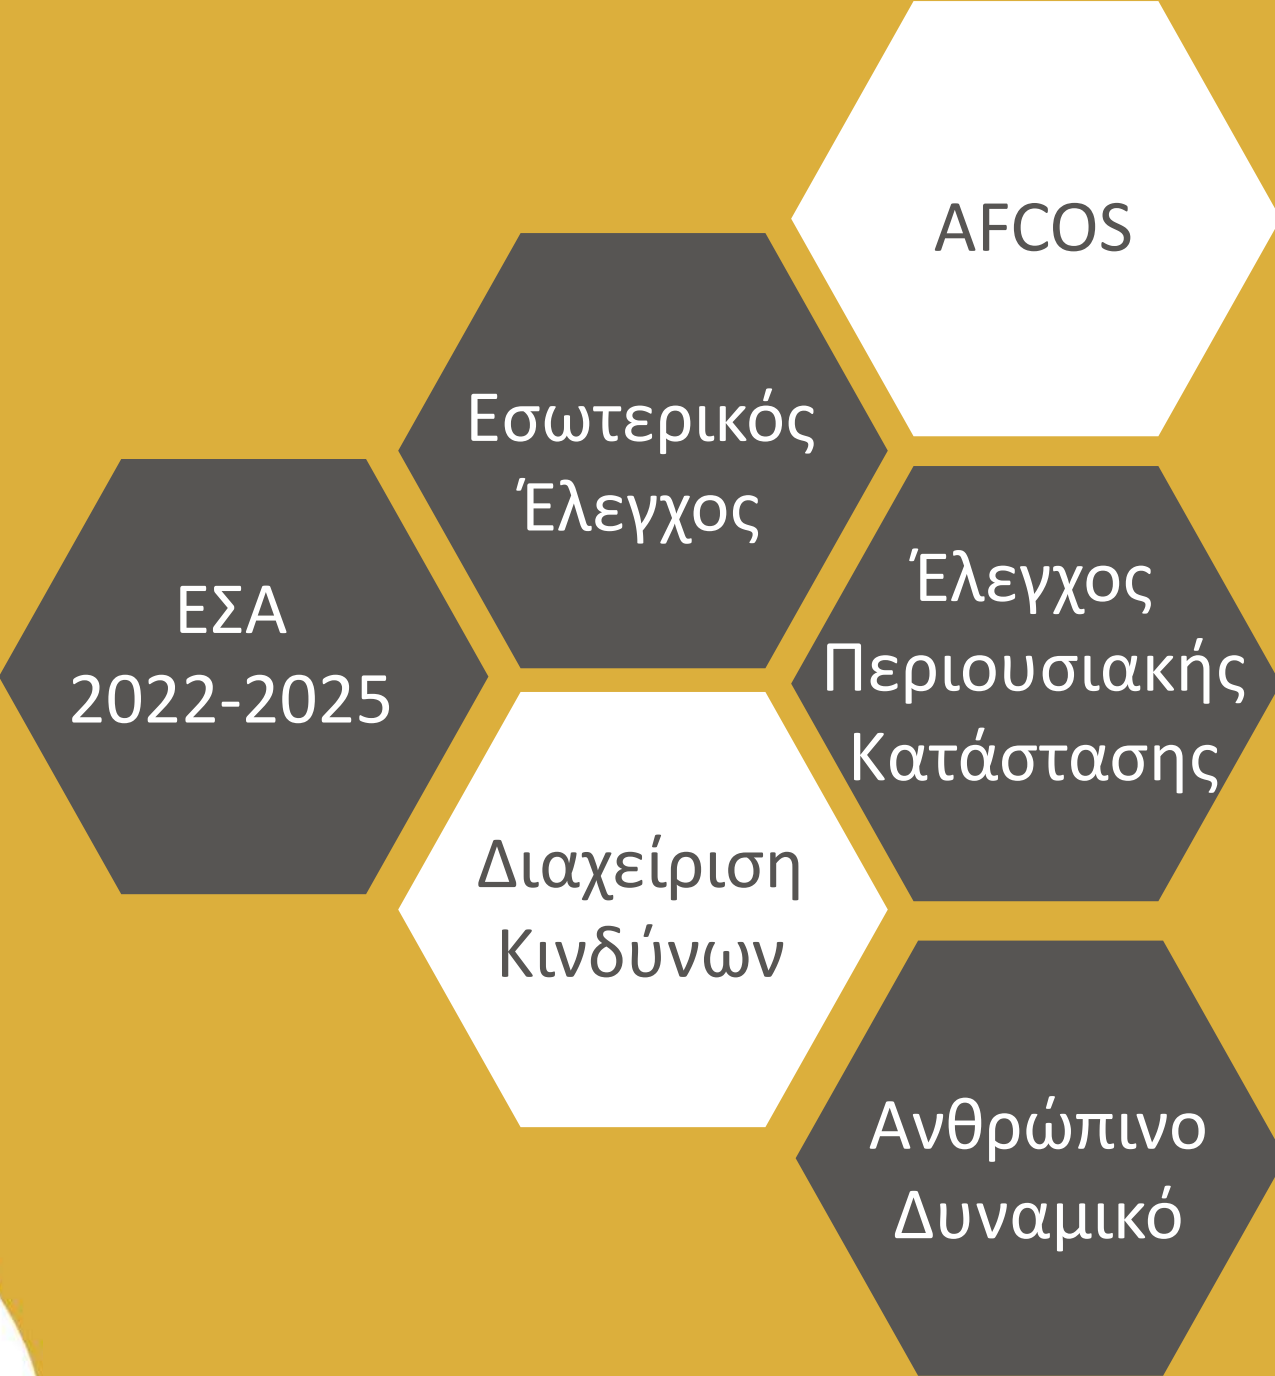 AFCOS
Εσωτερικός
Έλεγχος
Έλεγχος
Περιουσιακής
Κατάστασης
ΕΣΑ
2022-2025
Διαχείριση
Κινδύνων
Ανθρώπινο
Δυναμικό